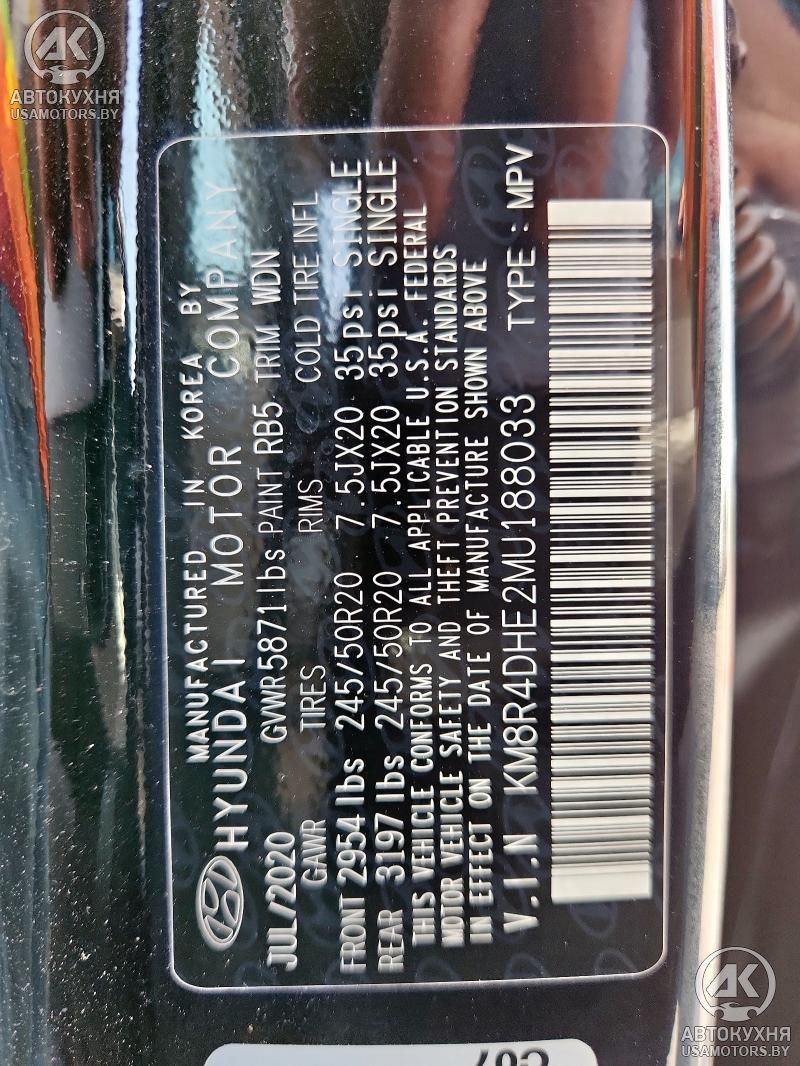 АК
АВТОКУХНЯ
USAMOTORS.BY
MANUFACTURED IN KOREA BY
HYUNDAI MOTOR COMPANY
JUL/2020 GVWR 5871 lbs PAINT RB5 TRIM WDN
GAWR TIRES RIMS COLD TIRE INFL
FRONT 2954 lbs 245/50R20 7.5JX20 35psi SINGLE
REAR 3197 lbs 245/50R20 7.5JX20 35psi SINGLE
THIS VEHICLE CONFORMS TO ALL APPLICABLE U.S.A. FEDERAL
MOTOR VEHICLE SAFETY AND THEFT PREVENTION STANDARDS
IN EFFECT ON THE DATE OF MANUFACTURE SHOWN ABOVE
V.I.N KM8R4DHE2MU188033 TYPE : MPV
АК
АВТОКУХНЯ
USAMOTORS.BY